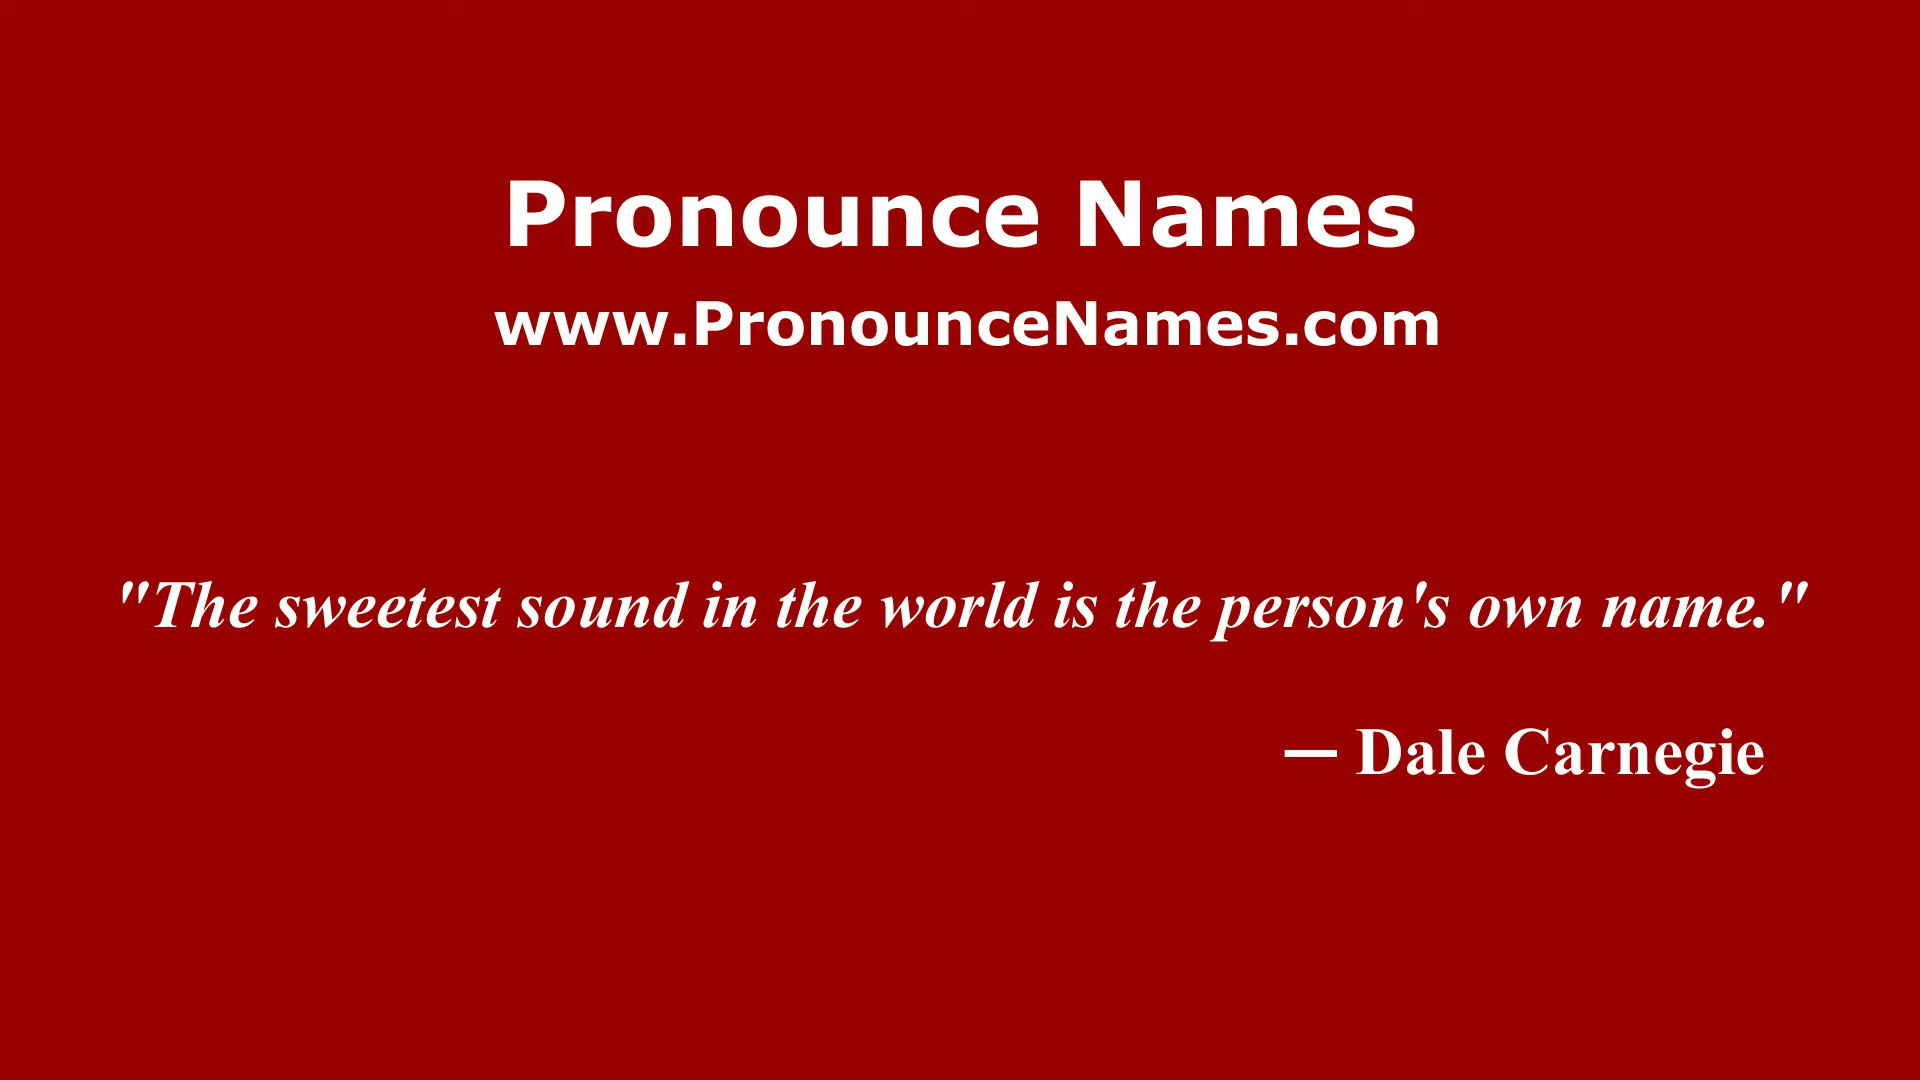 Pronounce Names
www.PronounceNames.com
"The sweetest sound in the world is the person's own name."
— Dale Carnegie